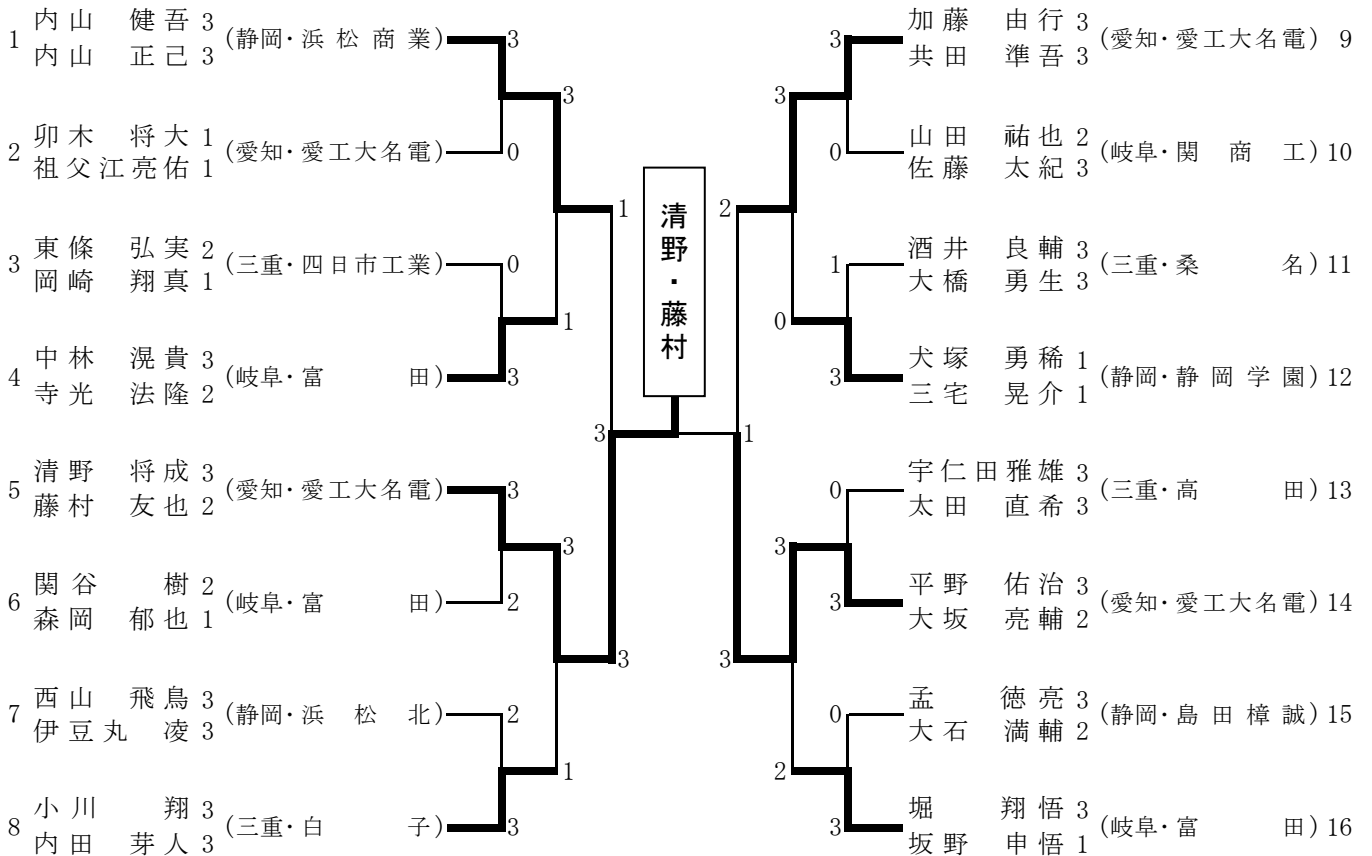 1 内山 健吾 3 (静岡・浜松商業) 3
内山 正己 3
3
2 卯木 将大 1 (愛知・愛工大名電) 0
祖父江亮佑 1
1
3 東條 弘実 2 (三重・四日市工業) 0
岡崎 翔真 1
1
4 中林 滉貴 3 (岐阜・富田) 3
寺光 法隆 2
3
5 清野 将成 3 (愛知・愛工大名電) 3
藤村 友也 2
3
6 関谷 樹 2 (岐阜・富田) 2
森岡 郁也 1
3
7 西山 飛鳥 3 (静岡・浜松北) 2
伊豆丸 凌 3
1
8 小川 翔 3 (三重・白子) 3
内田 芽人 3
清野・藤村
3 加藤 由行 3 (愛知・愛工大名電) 9
共田 準吾 3
3
0 山田 祐也 2 (岐阜・関商工) 10
佐藤 太紀 3
2
1 酒井 良輔 3 (三重・桑名) 11
大橋 勇生 3
0
3 犬塚 勇稀 1 (静岡・静岡学園) 12
三宅 晃介 1
1
0 宇仁田雅雄 3 (三重・高田) 13
太田 直希 3
3
3 平野 佑治 3 (愛知・愛工大名電) 14
大坂 亮輔 2
3
0 孟 徳亮 3 (静岡・島田樟誠) 15
大石 満輔 2
2
3 堀 翔悟 3 (岐阜・富田) 16
坂野 申悟 1